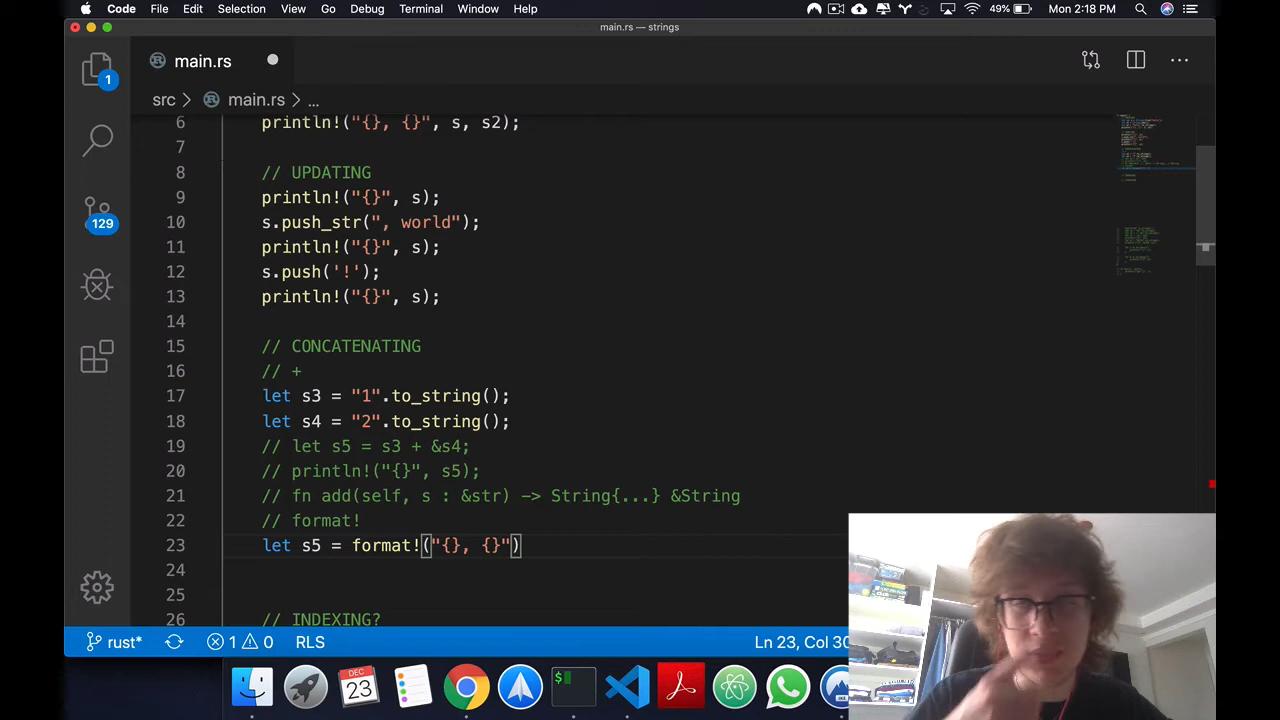 Code File Edit Selection View Go Debug Terminal Window Help 49% Mon 2:18 PM
main.rs — strings
main.rs
1
src > main.rs > ...
6 println!("{}, {}", s, s2);
7
8 // UPDATING
9 println!("{}", s);
10 s.push_str(", world");
11 println!("{}", s);
12 s.push('!');
13 println!("{}", s);
14
15 // CONCATENATING
16 // +
17 let s3 = "1".to_string();
18 let s4 = "2".to_string();
19 // let s5 = s3 + &s4;
20 // println!("{}", s5);
21 // fn add(self, s : &str) -> String{...} &String
22 // format!
23 let s5 = format!("{}, {}")
24
25
26 // INDEXING?
129
rust* 1 0 RLS Ln 23, Col 30
DEC
23
$